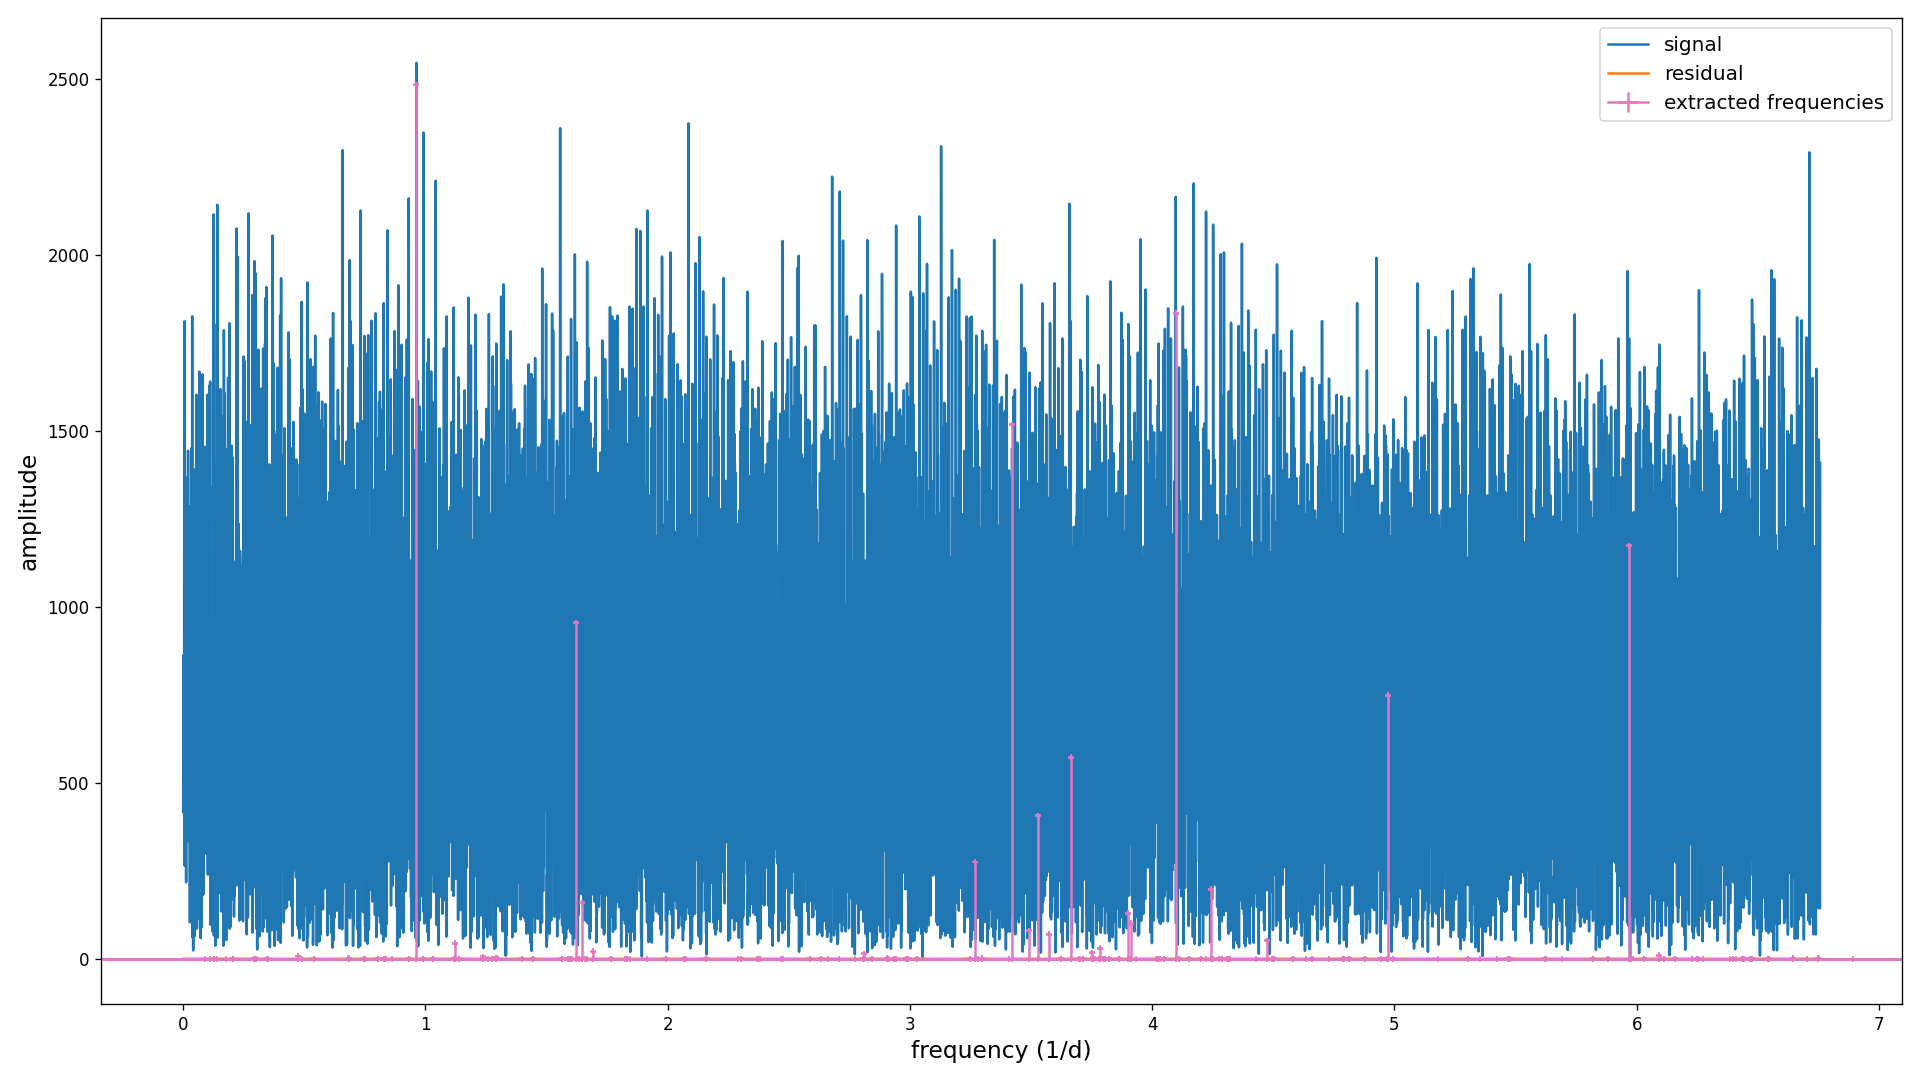 signal
residual
extracted frequencies
amplitude
2500
2000
1500
1000
500
0
0 1 2 3 4 5 6 7
frequency (1/d)